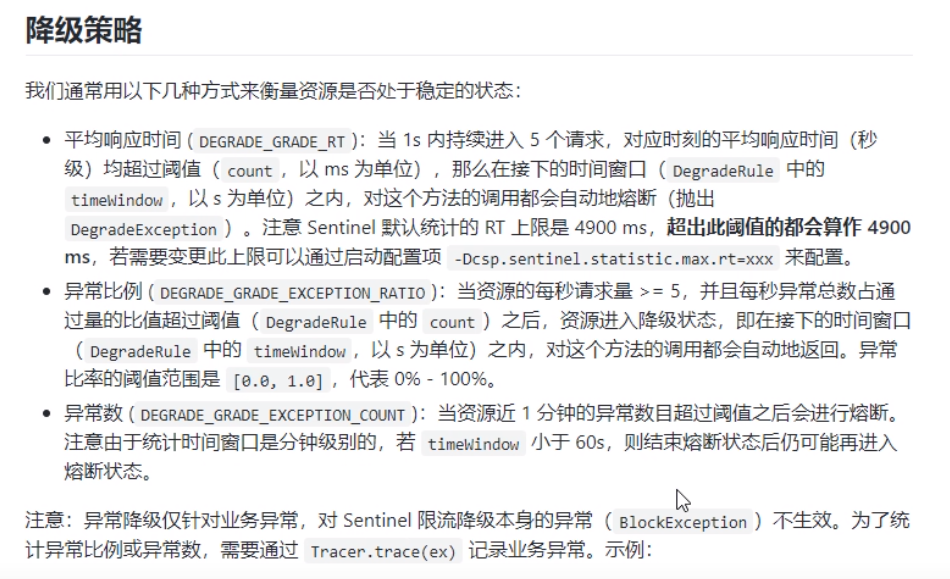 降级策略
我们通常用以下几种方式来衡量资源是否处于稳定的状态：
• 平均响应时间 ( DEGRADE_GRADE_RT )：当 1s 内持续进入 5 个请求，对应时刻的平均响应时间（秒
级）均超过阈值（ count ，以 ms 为单位），那么在接下的时间窗口（ DegradeRule 中的
timeWindow ，以 s 为单位）之内，对这个方法的调用都会自动地熔断（抛出
DegradeException ）。注意 Sentinel 默认统计的 RT 上限是 4900 ms，超出此阈值的都会算作 4900
ms，若需要变更此上限可以通过启动配置项 -Dcsp.sentinel.statistic.max.rt=xxx 来配置。
• 异常比例 ( DEGRADE_GRADE_EXCEPTION_RATIO )：当资源的每秒请求量 >= 5，并且每秒异常总数占通
过量的比值超过阈值（ DegradeRule 中的 count ）之后，资源进入降级状态，即在接下的时间窗口
（ DegradeRule 中的 timeWindow ，以 s 为单位）之内，对这个方法的调用都会自动地返回。异常
比率的阈值范围是 [0.0, 1.0] ，代表 0% - 100%。
• 异常数 ( DEGRADE_GRADE_EXCEPTION_COUNT )：当资源近 1 分钟的异常数目超过阈值之后会进行熔断。
注意由于统计时间窗口是分钟级别的，若 timeWindow 小于 60s，则结束熔断状态后仍可能再进入
熔断状态。
注意：异常降级仅针对业务异常，对 Sentinel 限流降级本身的异常（ BlockException ）不生效。为了统
计异常比例或异常数，需要通过 Tracer.trace(ex) 记录业务异常。示例：